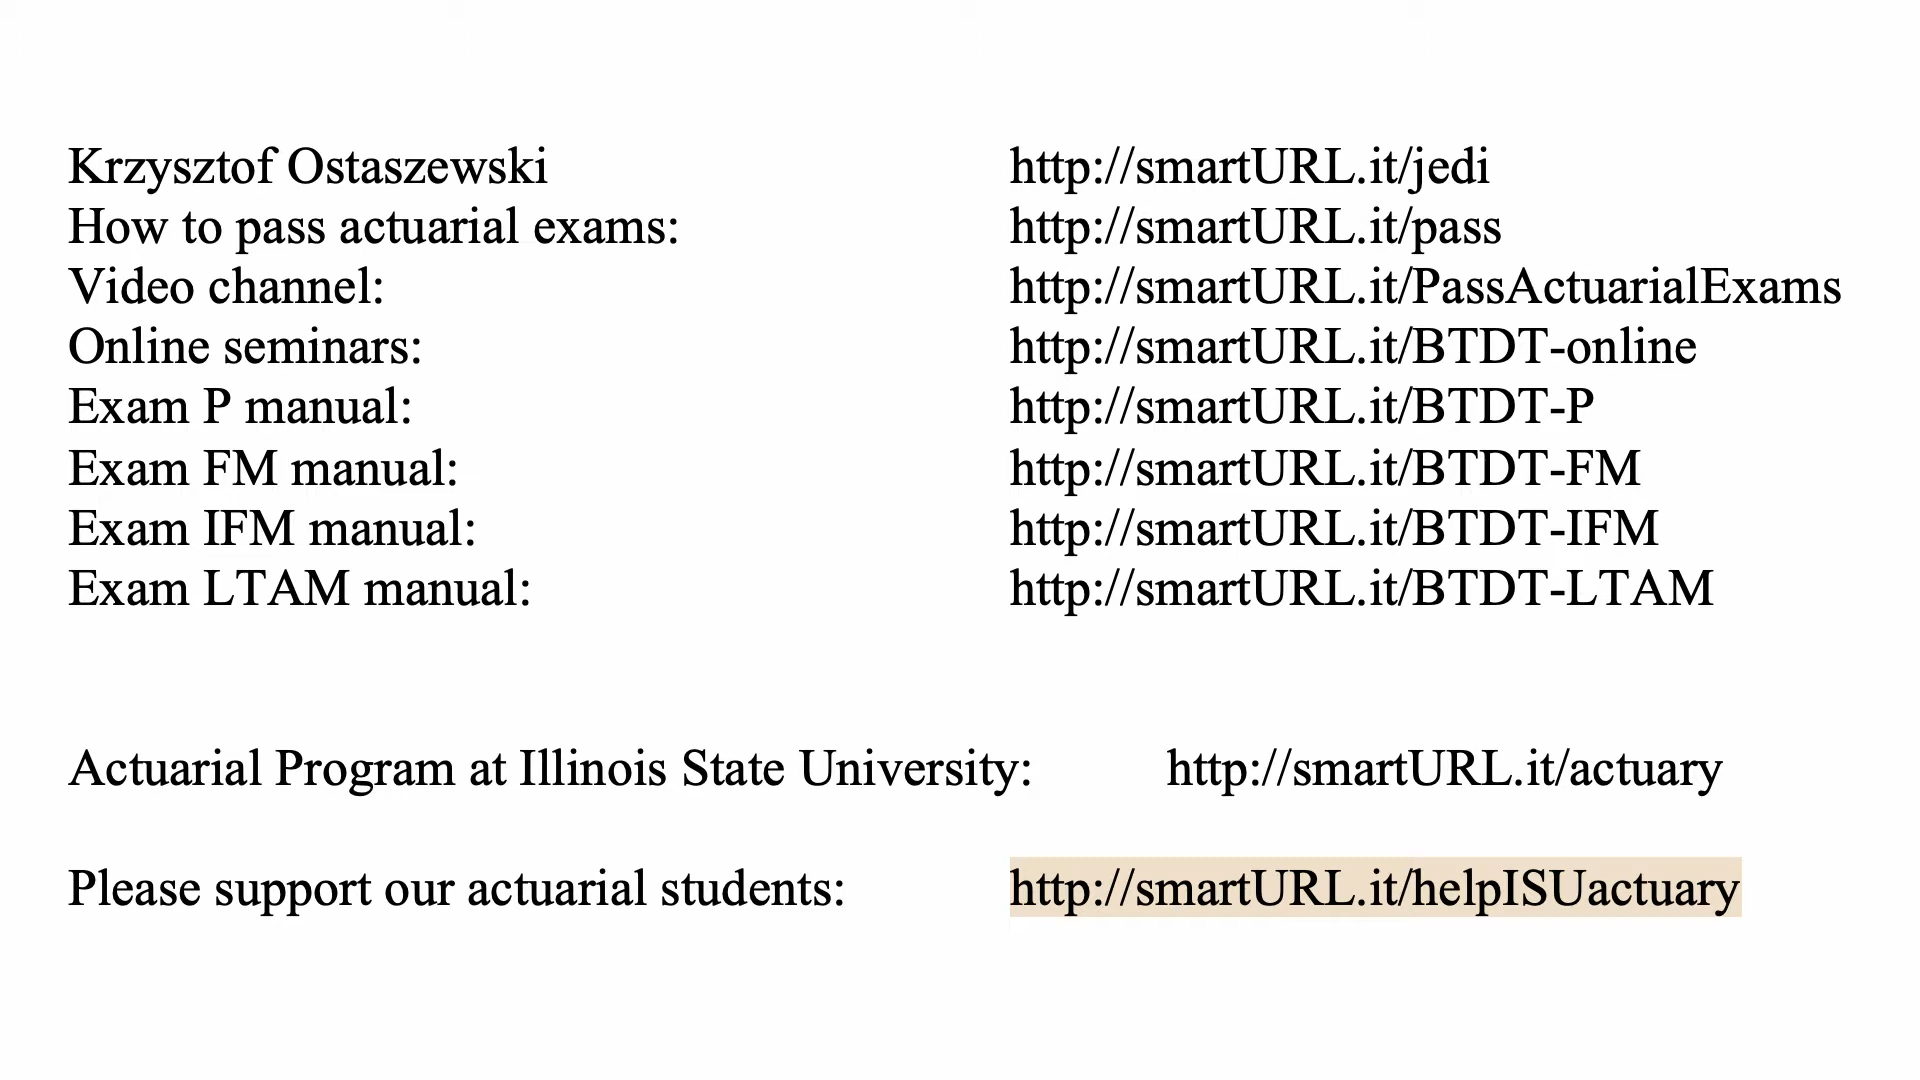 Krzysztof Ostaszewski http://smartURL.it/jedi
How to pass actuarial exams: http://smartURL.it/pass
Video channel: http://smartURL.it/PassActuarialExams
Online seminars: http://smartURL.it/BTDT-online
Exam P manual: http://smartURL.it/BTDT-P
Exam FM manual: http://smartURL.it/BTDT-FM
Exam IFM manual: http://smartURL.it/BTDT-IFM
Exam LTAM manual: http://smartURL.it/BTDT-LTAM
Actuarial Program at Illinois State University: http://smartURL.it/actuary
Please support our actuarial students: http://smartURL.it/helpISUactuary